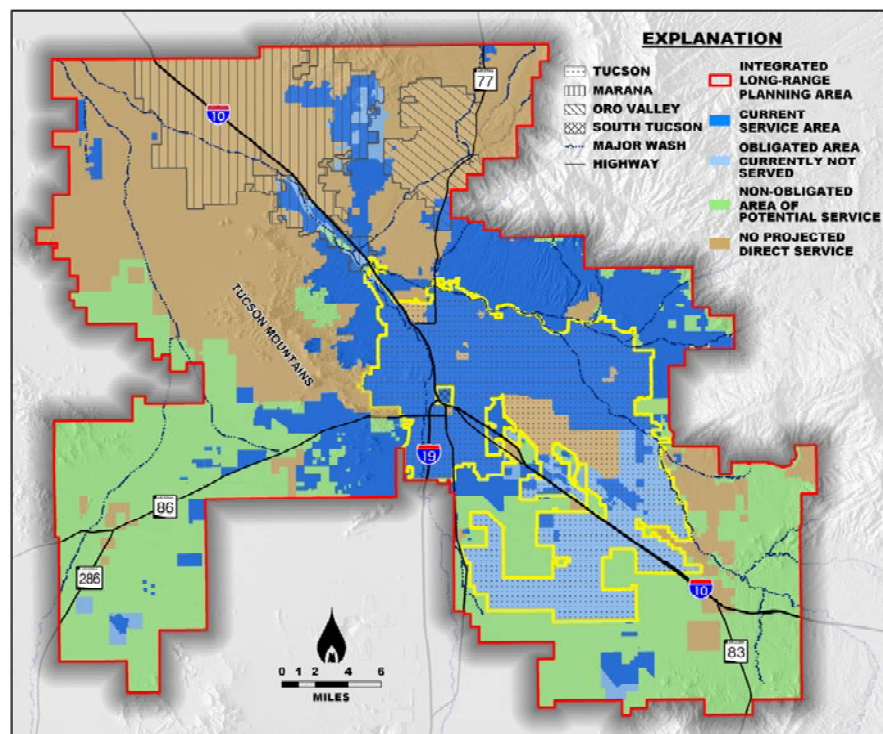 EXPLANATION
TUCSON
MARANA
ORO VALLEY
SOUTH TUCSON
MAJOR WASH
HIGHWAY
INTEGRATED
LONG-RANGE
PLANNING AREA
CURRENT
SERVICE AREA
OBLIGATED AREA
CURRENTLY NOT
SERVED
NON-OBLIGATED
AREA OF
POTENTIAL SERVICE
NO PROJECTED
DIRECT SERVICE
77
10
TUCSON MOUNTAINS
19
86
286
10
83
N
0 1 2 4 6
MILES